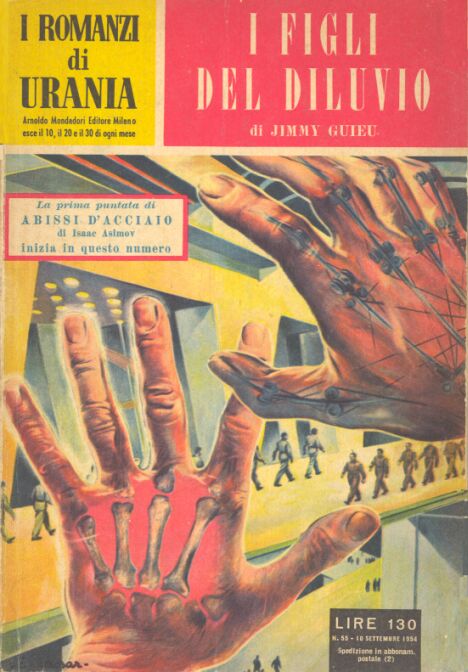 I ROMANZI
di
URANIA
Arnoldo Mondadori Editore Milano
esce il 10, il 20 e il 30 di ogni mese
I FIGLI
DEL DILUVIO
di JIMMY GUIEU
La prima puntata di
ABISSI D'ACCIAIO
di Isaac Asimov
inizia in questo numero
LIRE 130
N. 55 - 10 SETTEMBRE 1954
Spedizione in abbonam.
postale (2)